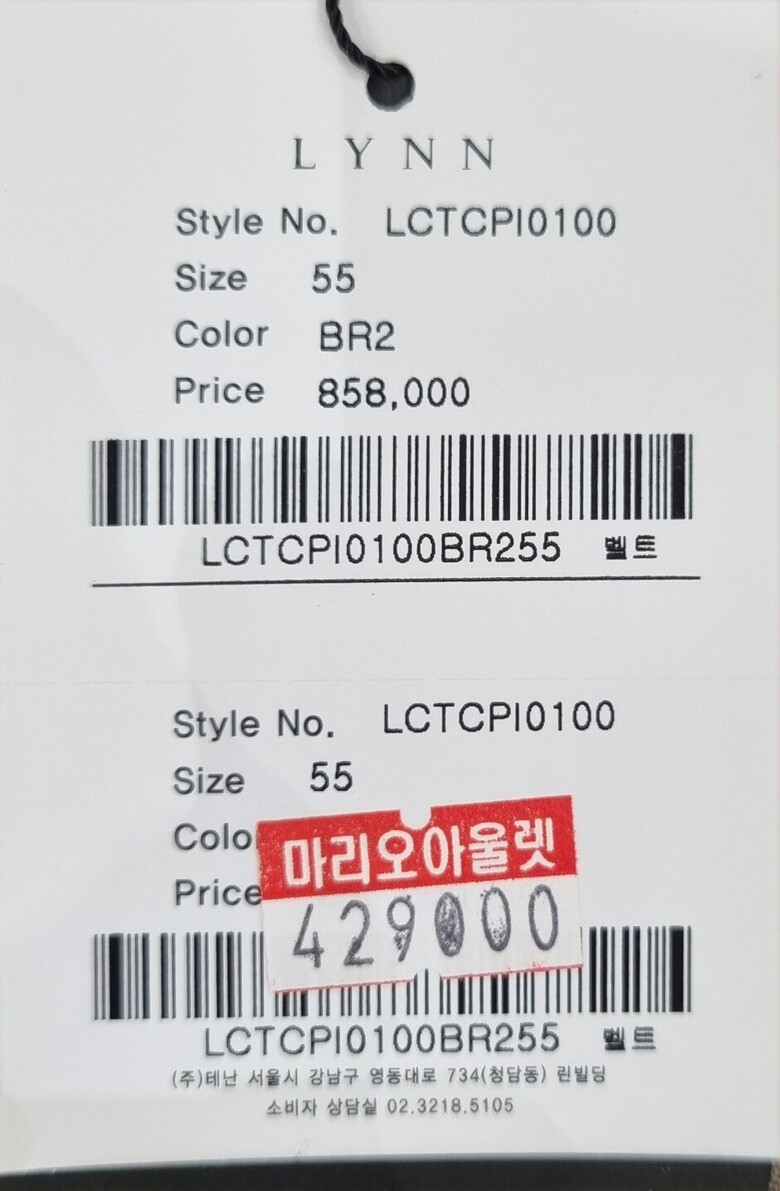 LYNN
Style No. LCTCPI0100
Size 55
Color BR2
Price 858,000
LCTCPI0100BR255 벨트
Style No. LCTCPI0100
Size 55
Colo
마리오아울렛
Price
429000
LCTCPI0100BR255 벨트
(주)테난 서울시 강남구 영동대로 734(청담동) 린빌딩
소비자 상담실 02.3218.5105